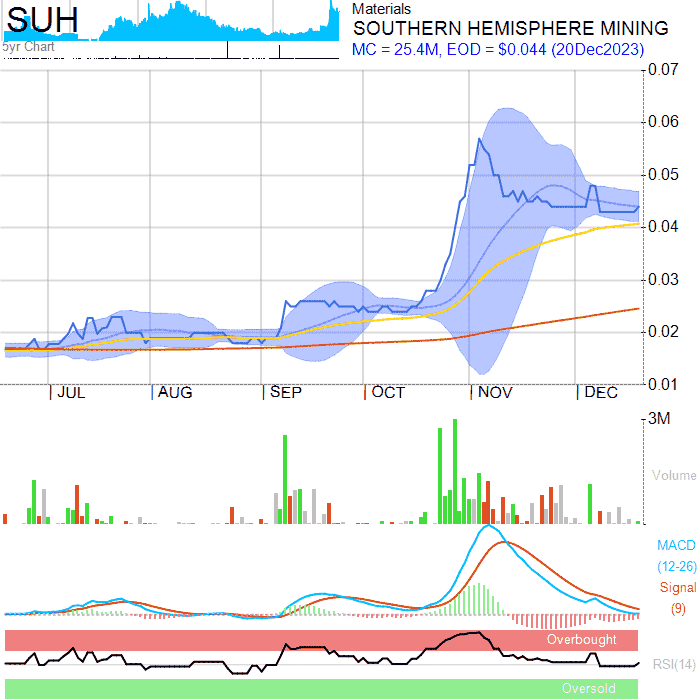 SUH
5yr Chart
Materials
SOUTHERN HEMISPHERE MINING
MC = 25.4M, EOD = $0.044 (20Dec2023)
0.07
0.06
0.05
0.04
0.03
0.02
0.01
JUL AUG SEP OCT NOV DEC
3M
Volume
MACD
(12-26)
Signal
(9)
Overbought
RSI(14)
Oversold